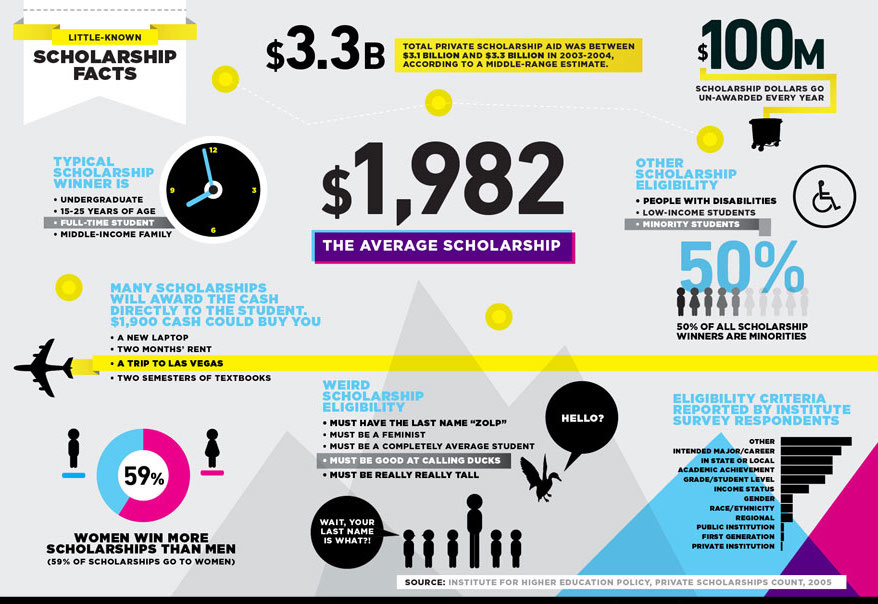 LITTLE-KNOWN
SCHOLARSHIP
FACTS
$3.3B
TOTAL PRIVATE SCHOLARSHIP AID WAS BETWEEN
$3.1 BILLION AND $3.3 BILLION IN 2003-2004,
ACCORDING TO A MIDDLE-RANGE ESTIMATE.
$100M
SCHOLARSHIP DOLLARS GO
UN-AWARDED EVERY YEAR
TYPICAL
SCHOLARSHIP
WINNER IS
• UNDERGRADUATE
• 15-25 YEARS OF AGE
• FULL-TIME STUDENT
• MIDDLE-INCOME FAMILY
12
9
3
6
$1,982
THE AVERAGE SCHOLARSHIP
OTHER
SCHOLARSHIP
ELIGIBILITY
• PEOPLE WITH DISABILITIES
• LOW-INCOME STUDENTS
• MINORITY STUDENTS
50%
50% OF ALL SCHOLARSHIP
WINNERS ARE MINORITIES
MANY SCHOLARSHIPS
WILL AWARD THE CASH
DIRECTLY TO THE STUDENT.
$1,900 CASH COULD BUY YOU
• A NEW LAPTOP
• TWO MONTHS' RENT
• A TRIP TO LAS VEGAS
• TWO SEMESTERS OF TEXTBOOKS
WEIRD
SCHOLARSHIP
ELIGIBILITY
• MUST HAVE THE LAST NAME "ZOLP"
• MUST BE A FEMINIST
• MUST BE A COMPLETELY AVERAGE STUDENT
• MUST BE GOOD AT CALLING DUCKS
• MUST BE REALLY REALLY TALL
HELLO?
WAIT, YOUR
LAST NAME
IS WHAT?!
59%
WOMEN WIN MORE
SCHOLARSHIPS THAN MEN
(59% OF SCHOLARSHIPS GO TO WOMEN)
ELIGIBILITY CRITERIA
REPORTED BY INSTITUTE
SURVEY RESPONDENTS
OTHER
INTENDED MAJOR/CAREER
IN STATE OR LOCAL
ACADEMIC ACHIEVEMENT
GRADE/STUDENT LEVEL
INCOME STATUS
GENDER
RACE/ETHNICITY
REGIONAL
PUBLIC INSTITUTION
FIRST GENERATION
PRIVATE INSTITUTION
SOURCE: INSTITUTE FOR HIGHER EDUCATION POLICY, PRIVATE SCHOLARSHIPS COUNT, 2005